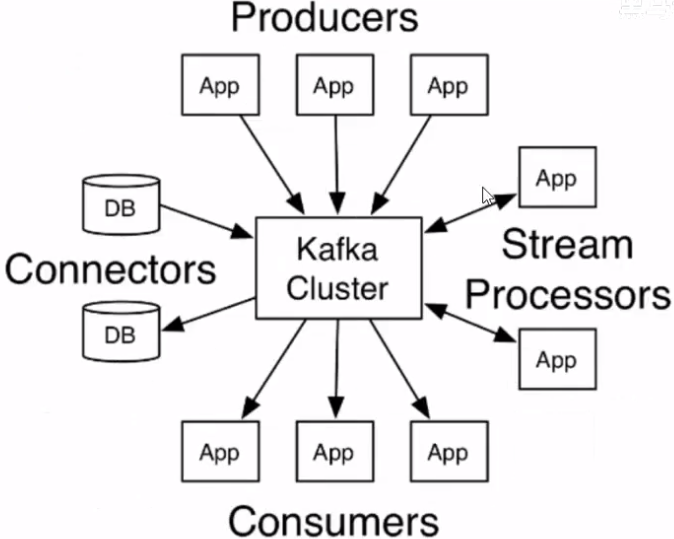 Producers
App
App
App
DB
App
Kafka
Cluster
Connectors
Stream
Processors
DB
App
App
App
App
Consumers